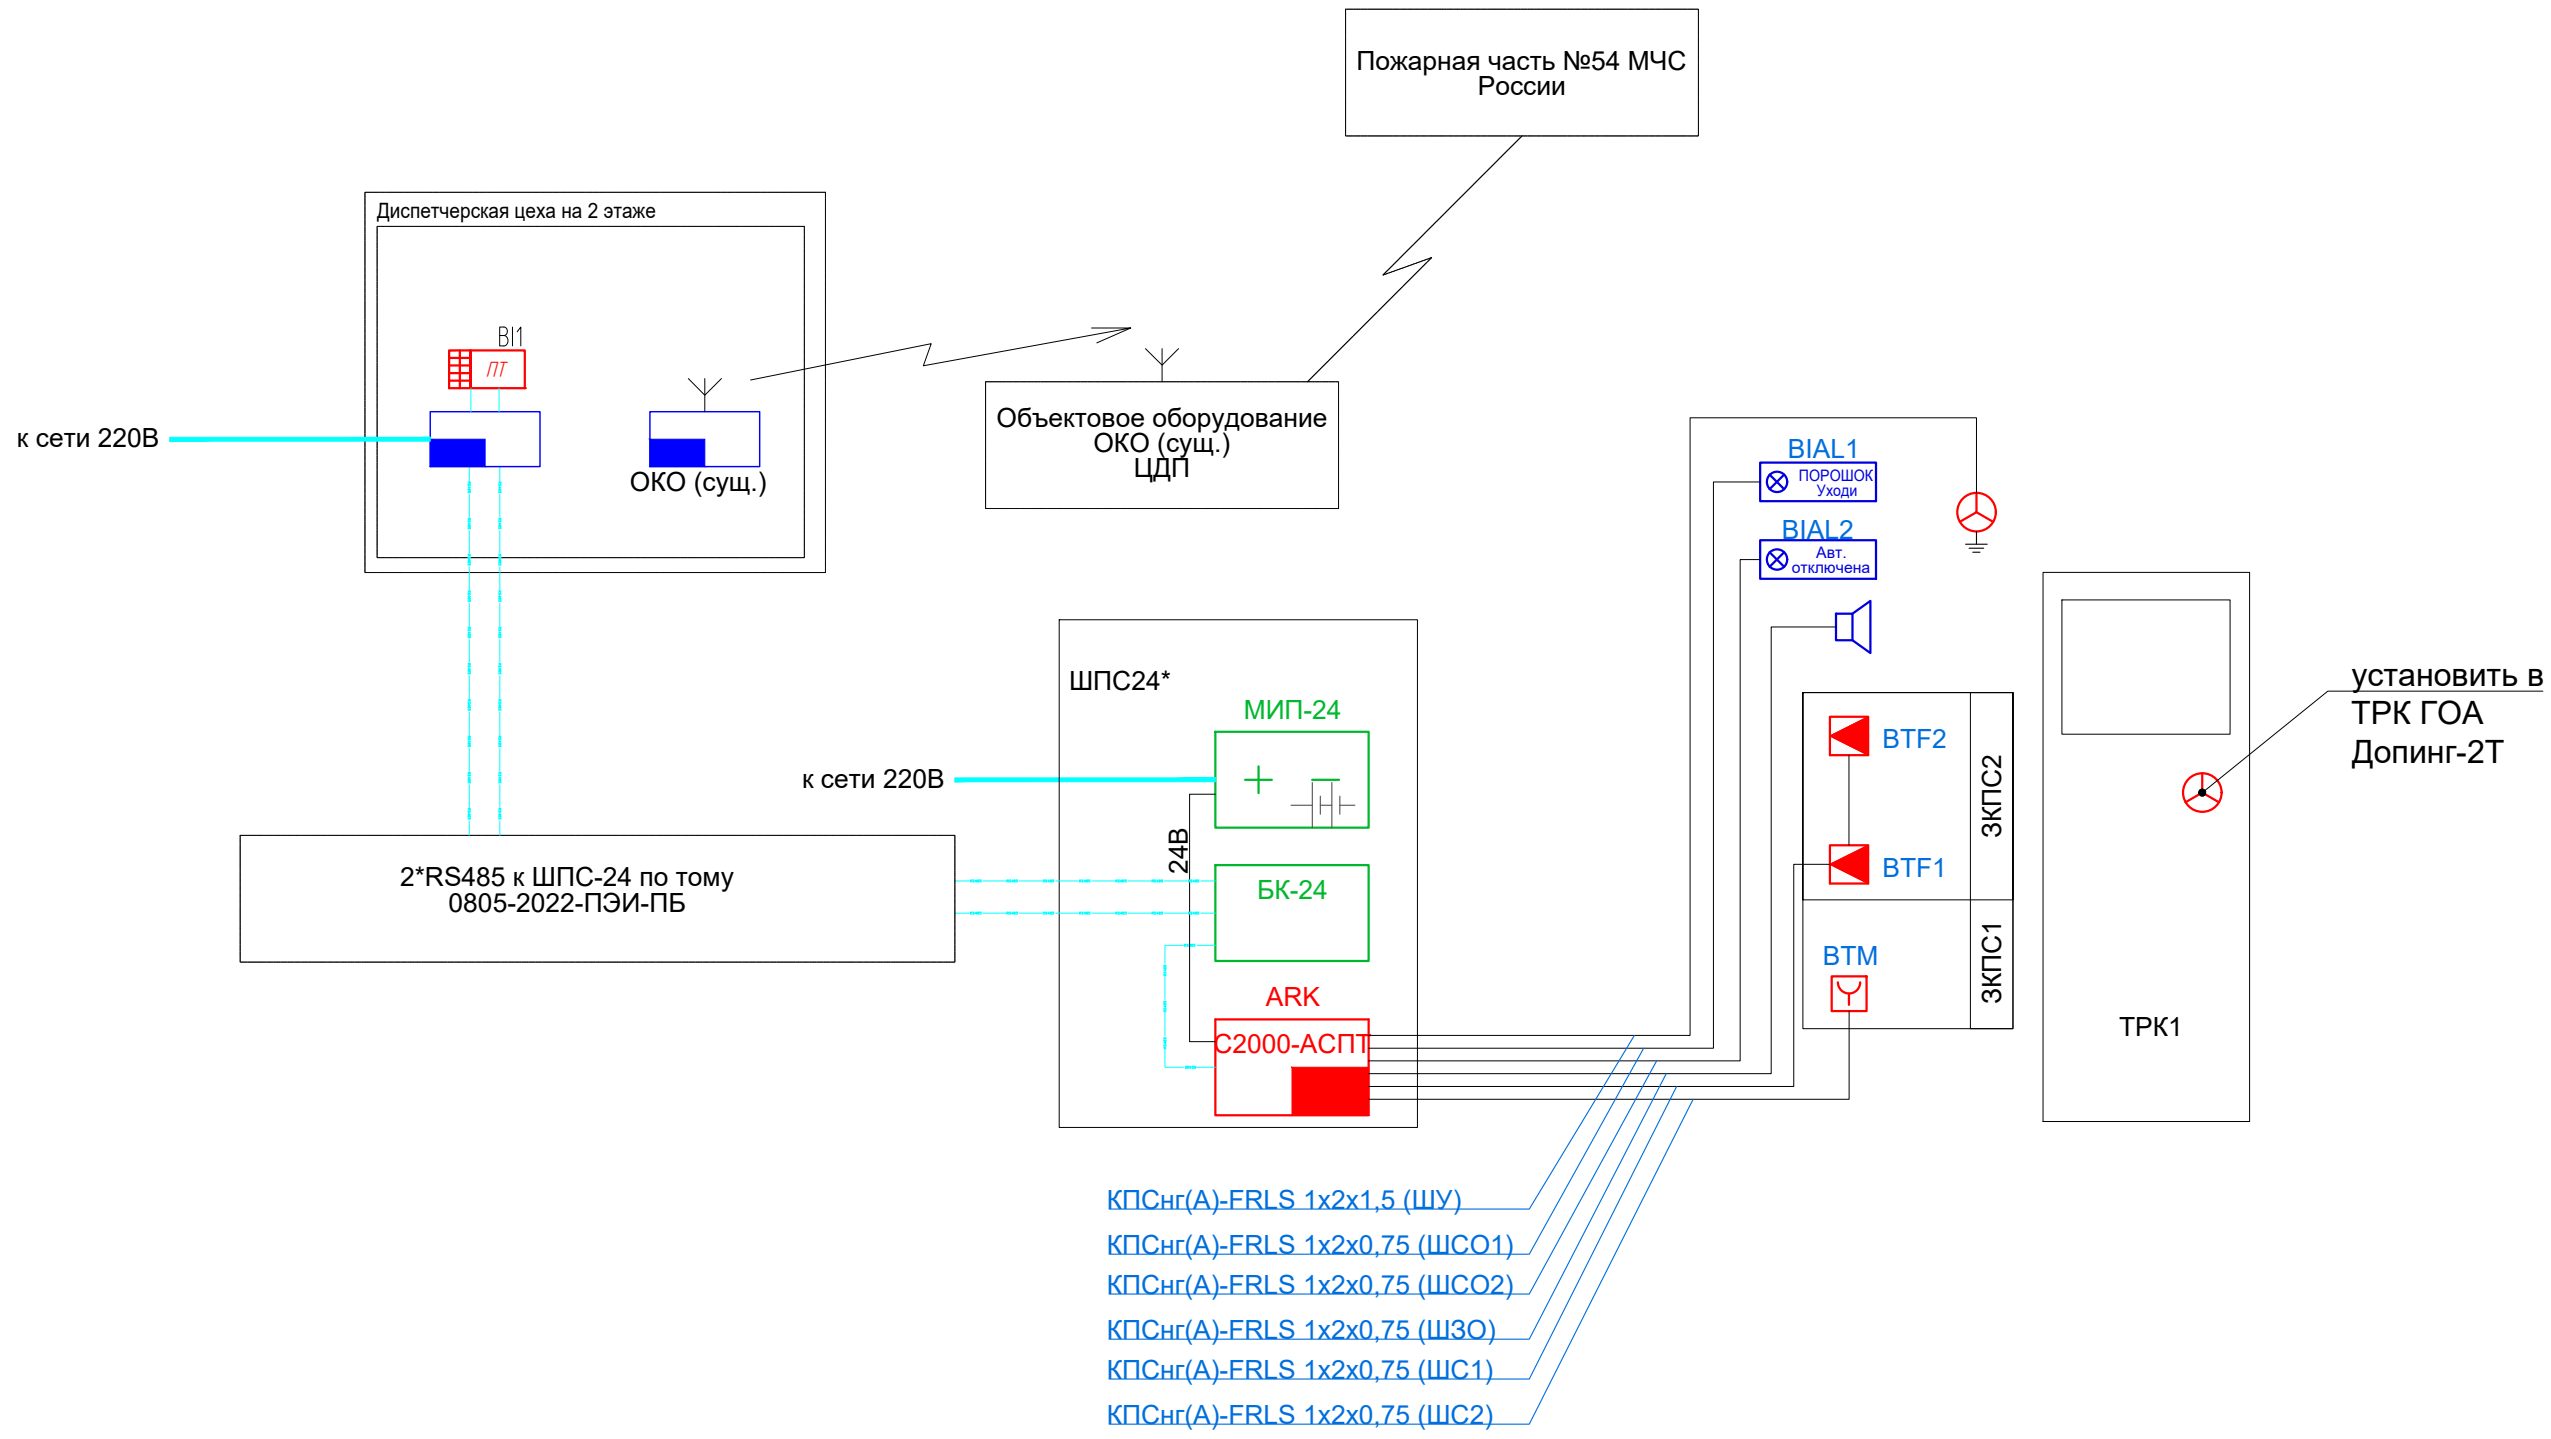 Пожарная часть №54 МЧС
России
Диспетчерская цеха на 2 этаже
BI1
ПТ
к сети 220В
ОКО (сущ.)
Объектовое оборудование
ОКО (сущ.)
ЦДП
BIAL1
ПОРОШОК
Уходи
BIAL2
Авт.
отключена
ШПС24*
МИП-24
к сети 220В
24В
БК-24
2*RS485 к ШПС-24 по тому
0805-2022-ПЭИ-ПБ
ARK
С2000-АСПТ
BTF2
BTF1
ЗКПС2
BTM
ЗКПС1
ТРК1
установить в
ТРК ГОА
Допинг-2Т
КПСнг(А)-FRLS 1х2х1,5 (ШУ)
КПСнг(А)-FRLS 1х2х0,75 (ШСО1)
КПСнг(А)-FRLS 1х2х0,75 (ШСО2)
КПСнг(А)-FRLS 1х2х0,75 (ШЗО)
КПСнг(А)-FRLS 1х2х0,75 (ШС1)
КПСнг(А)-FRLS 1х2х0,75 (ШС2)